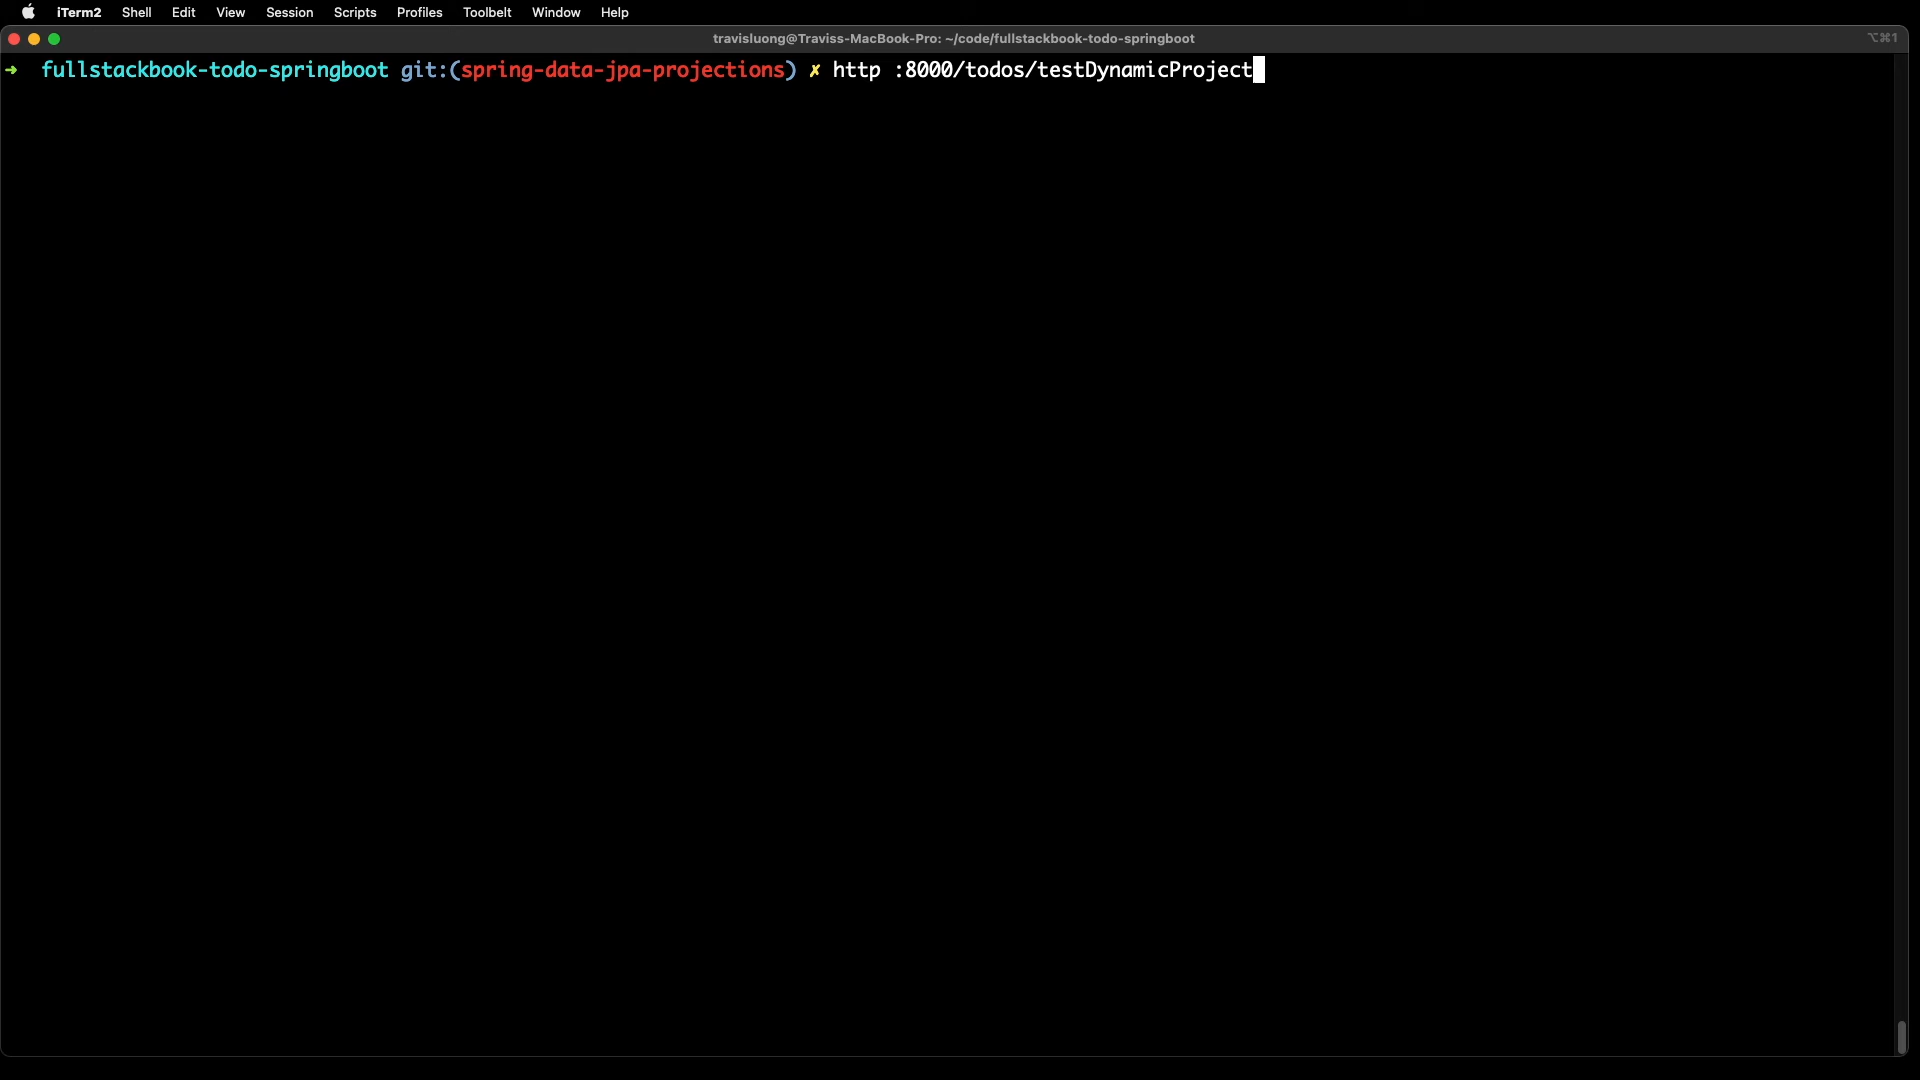 iTerm2 Shell Edit View Session Scripts Profiles Toolbelt Window Help
travisluong@Traviss-MacBook-Pro: ~/code/fullstackbook-todo-springboot ⌥⌘1
➜ fullstackbook-todo-springboot git:(spring-data-jpa-projections) ✗ http :8000/todos/testDynamicProject